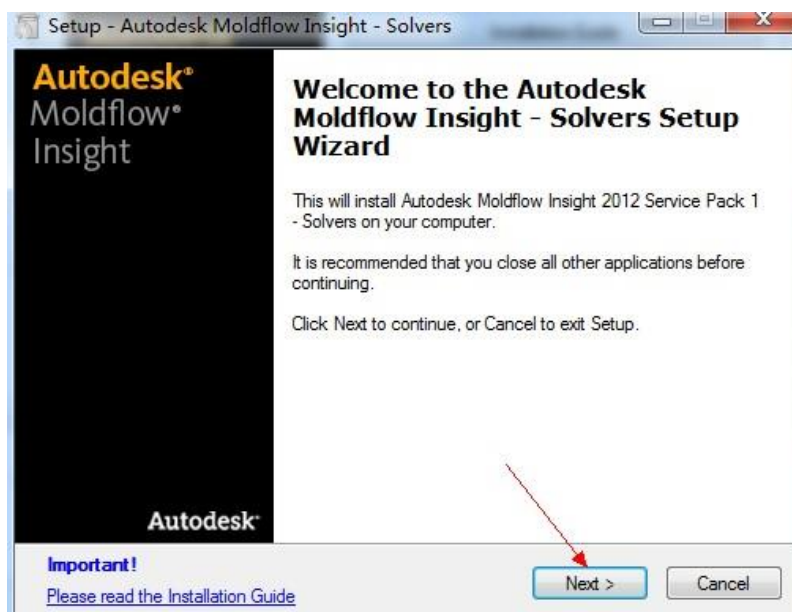 Setup - Autodesk Moldflow Insight - Solvers
Autodesk®
Moldflow®
Insight
Welcome to the Autodesk
Moldflow Insight - Solvers Setup
Wizard
This will install Autodesk Moldflow Insight 2012 Service Pack 1
- Solvers on your computer.
It is recommended that you close all other applications before
continuing.
Click Next to continue, or Cancel to exit Setup.
Autodesk®
Important!
Please read the Installation Guide
Next >
Cancel